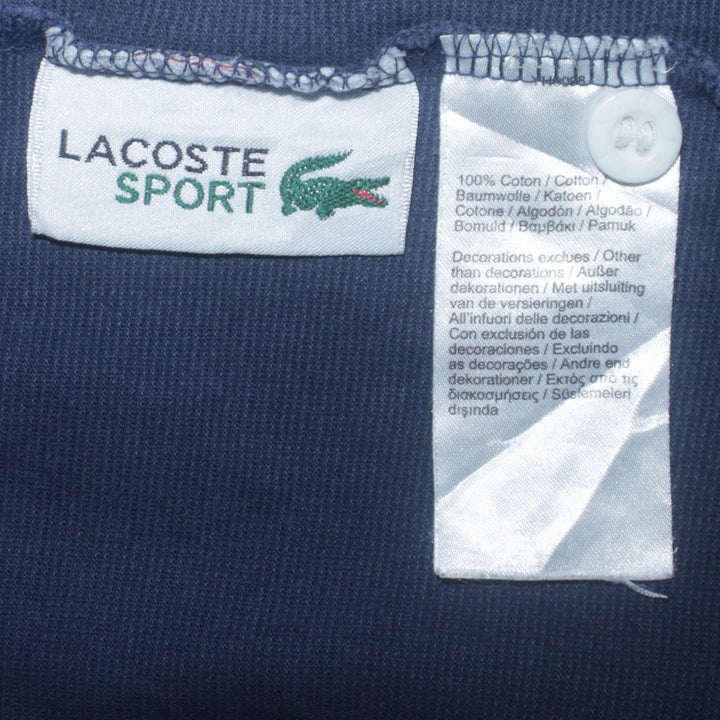 LACOSTE
SPORT
100% Coton / Cotton /
Baumwolle / Katoen /
Cotone / Algodón / Algodão /
Bomuld / Βαμβάκι / Pamuk
Decorations exclues / Other
than decorations / Außer
dekorationen / Met uitsluiting
van de versieringen /
All'infuori delle decorazioni /
Con exclusión de las
decoraciones / Excluindo
as decorações / Andre end
dekorationer / Εκτός από τις
διακοσμήσεις / Süslemeleri
dışında